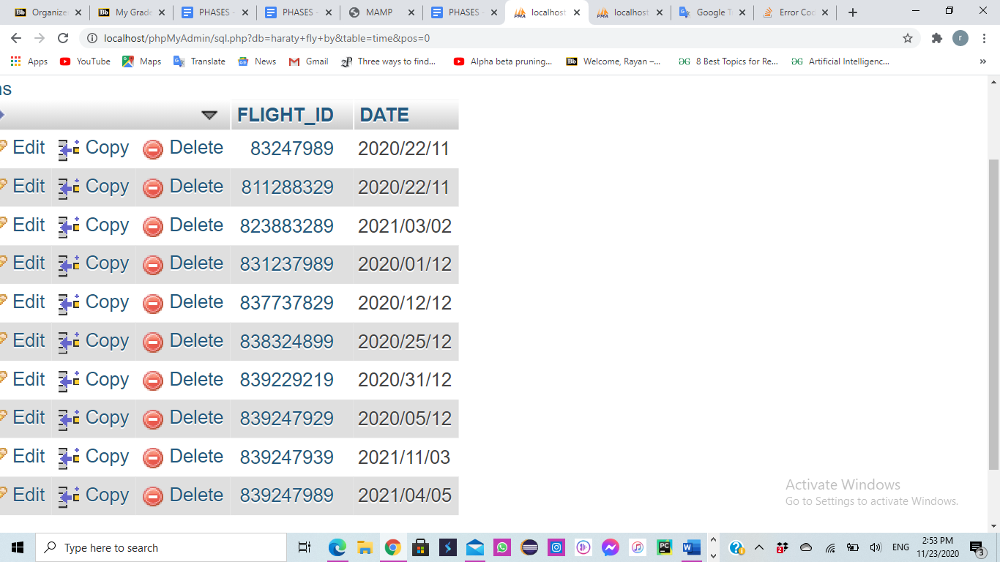 Organize My Grade PHASES - PHASES - MAMP PHASES - localhost localhost Google T Error Cod
localhost/phpMyAdmin/sql.php?db=haraty+fly+by&table=time&pos=0 r
Apps YouTube Maps Translate News Gmail Three ways to find... Alpha beta pruning... Welcome, Rayan –... 8 Best Topics for Re... Artificial Intelligenc... »
ns
FLIGHT_ID DATE
Edit Copy Delete 83247989 2020/22/11
Edit Copy Delete 811288329 2020/22/11
Edit Copy Delete 823883289 2021/03/02
Edit Copy Delete 831237989 2020/01/12
Edit Copy Delete 837737829 2020/12/12
Edit Copy Delete 838324899 2020/25/12
Edit Copy Delete 839229219 2020/31/12
Edit Copy Delete 839247929 2020/05/12
Edit Copy Delete 839247939 2021/11/03
Edit Copy Delete 839247989 2021/04/05
Activate Windows
Go to Settings to activate Windows.
Type here to search ENG 2:53 PM
11/23/2020 3